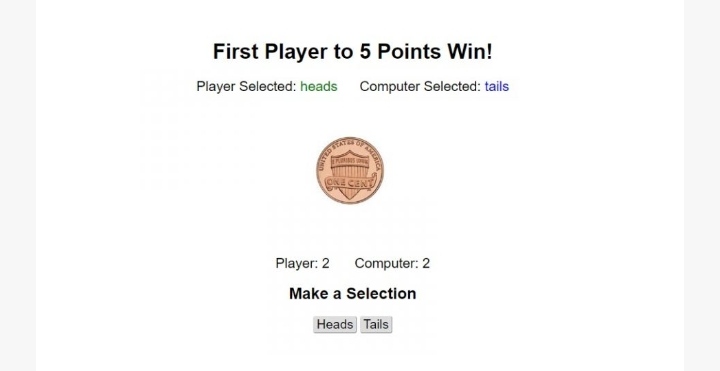 First Player to 5 Points Win!
Player Selected: heads Computer Selected: tails
UNITED STATES OF AMERICA
E PLURIBUS UNUM
ONE CENT
Player: 2 Computer: 2
Make a Selection
Heads Tails